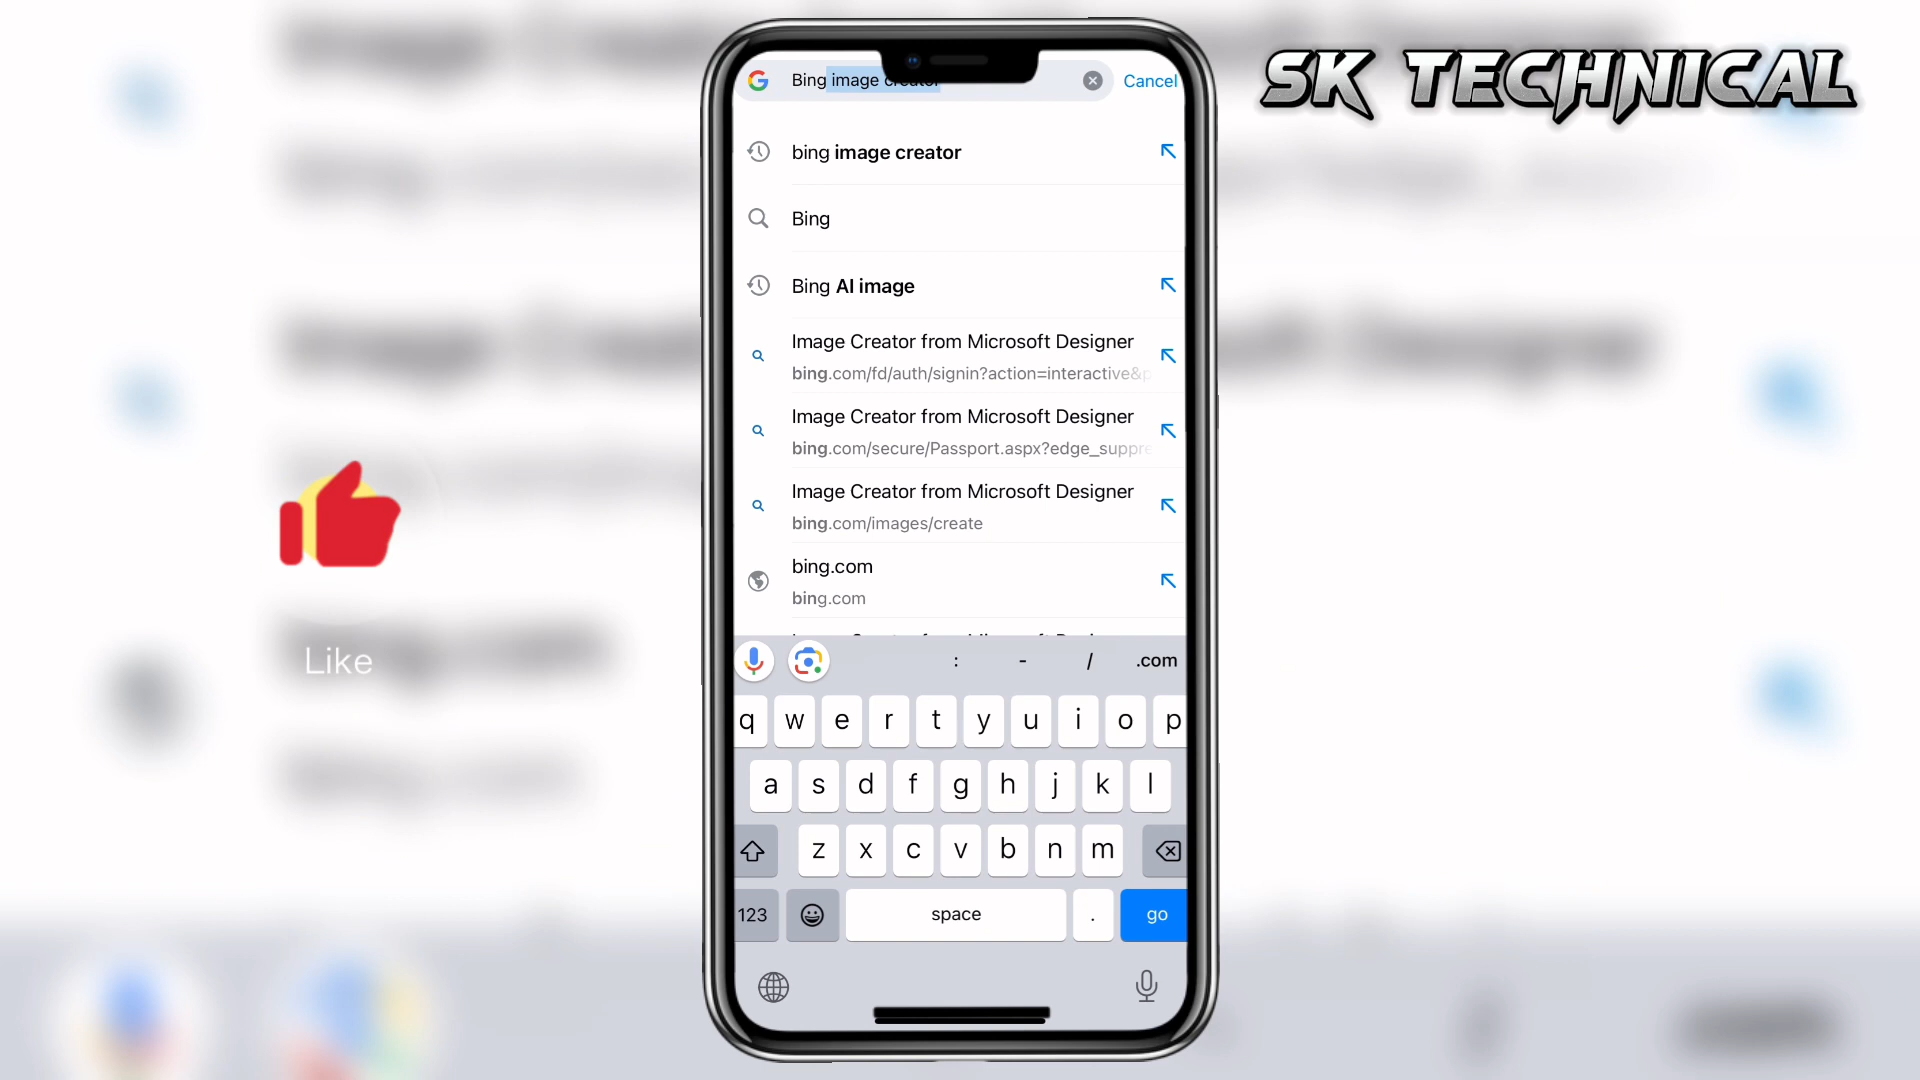 Bing image creator
Cancel
SK TECHNICAL
bing image creator
Bing
Bing AI image
Image Creator from Microsoft Designer
bing.com/fd/auth/signin?action=interactive&p
Image Creator from Microsoft Designer
bing.com/secure/Passport.aspx?edge_suppre
Image Creator from Microsoft Designer
bing.com/images/create
bing.com
bing.com
Like
: - / .com
q w e r t y u i o p
a s d f g h j k l
z x c v b n m
123 space . go